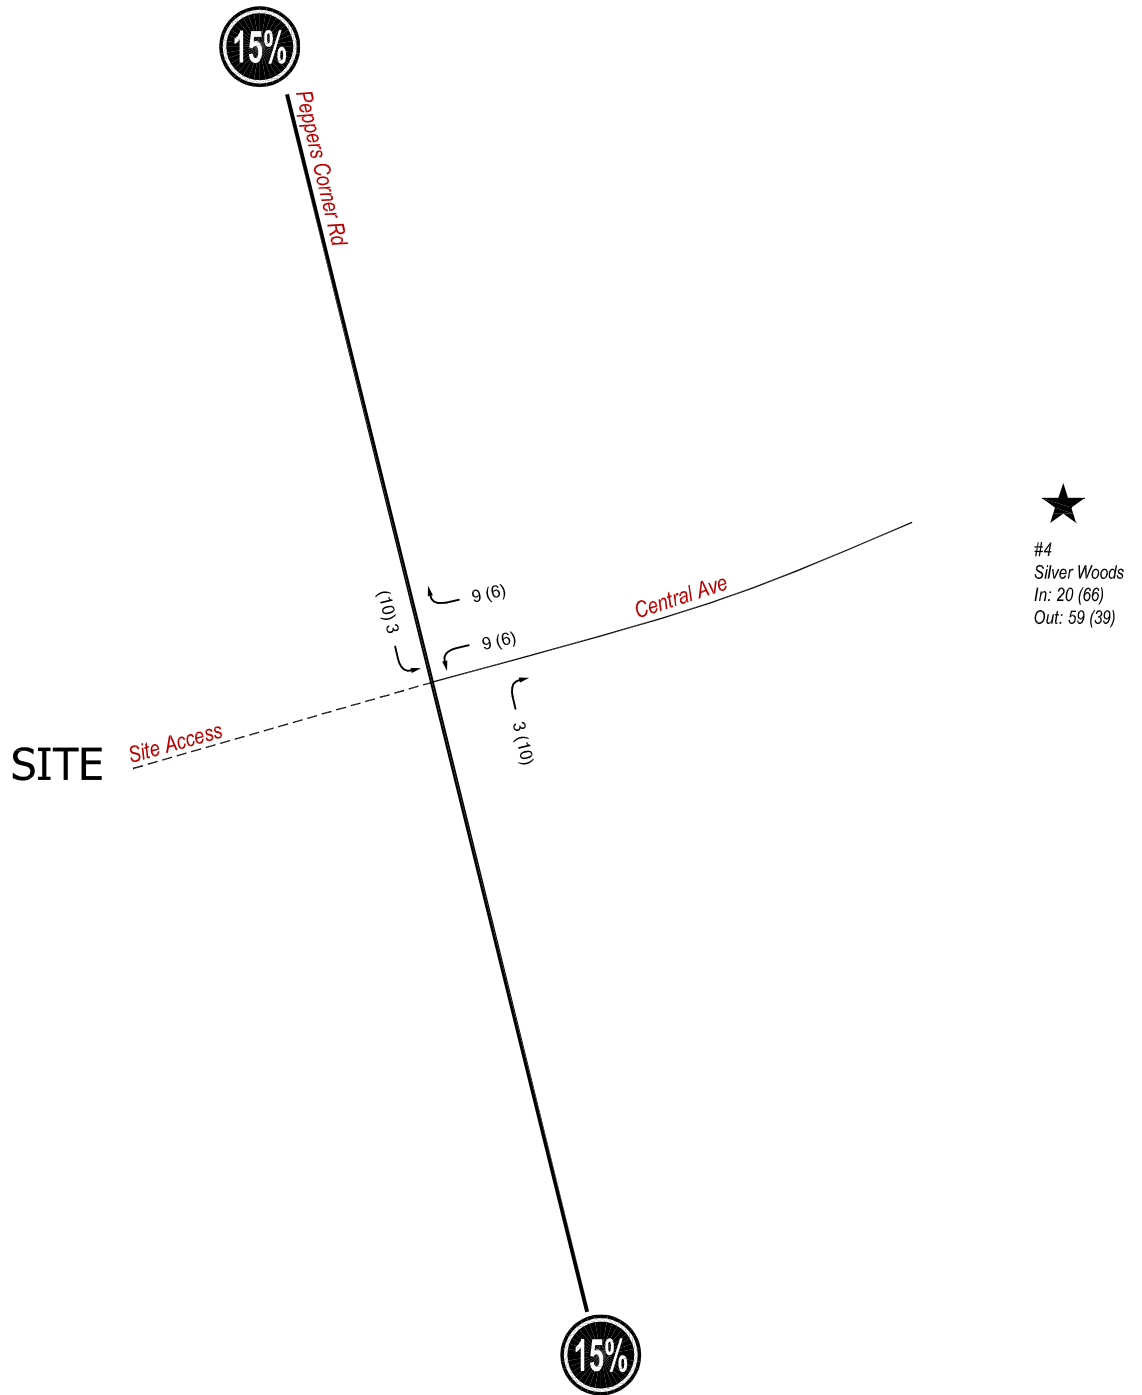 15%
Peppers Corner Rd
#4
Silver Woods
In: 20 (66)
Out: 59 (39)
Central Ave
9 (6)
(10) 3
9 (6)
3 (10)
Site Access
SITE
15%